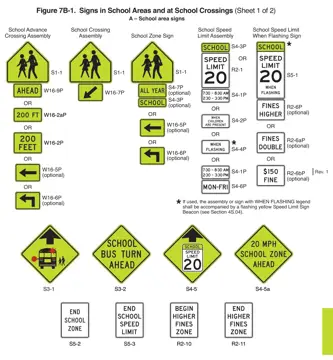 Figure 7B-1. Signs in School Areas and at School Crossings (Sheet 1 of 2)
A – School area signs
School Advance
Crossing Assembly
S1-1
AHEAD
W16-9P
OR
200 FT
W16-2aP
OR
200
FEET
W16-2P
OR
W16-5P
(optional)
OR
W16-6P
(optional)
School Crossing
Assembly
S1-1
W16-7P*
School Zone Sign
S1-1
ALL YEAR
S4-7P
(optional)
SCHOOL
S4-3P
(optional)
OR
W16-5P
(optional)
OR
W16-6P
(optional)
School Speed
Limit Assembly
SCHOOL
S4-3P
OR
SPEED
LIMIT
20
R2-1
7:30 - 8:30 AM
2:30 - 3:30 PM
S4-1P
OR
WHEN
CHILDREN
ARE PRESENT
S4-2P
OR
WHEN
FLASHING
*
S4-4P
OR
7:30 - 8:30 AM
2:30 - 3:30 PM
S4-1P
MON-FRI
S4-6P
School Speed Limit
When Flashing Sign
*
SCHOOL
SPEED
LIMIT
20
WHEN
FLASHING
S5-1
FINES
HIGHER
R2-6P
(optional)
OR
FINES
DOUBLE
R2-6aP
(optional)
OR
$150
FINE
R2-6bP
(optional)
Rev. 1
* If used, the assembly or sign with WHEN FLASHING legend
shall be accompanied by a flashing yellow Speed Limit Sign
Beacon (see Section 4S.04).
S3-1
SCHOOL
BUS TURN
AHEAD
S3-2
SCHOOL
SPEED
LIMIT
20
S4-5
20 MPH
SCHOOL ZONE
AHEAD
S4-5a
END
SCHOOL
ZONE
S5-2
END
SCHOOL
SPEED
LIMIT
S5-3
BEGIN
HIGHER
FINES
ZONE
R2-10
END
HIGHER
FINES
ZONE
R2-11